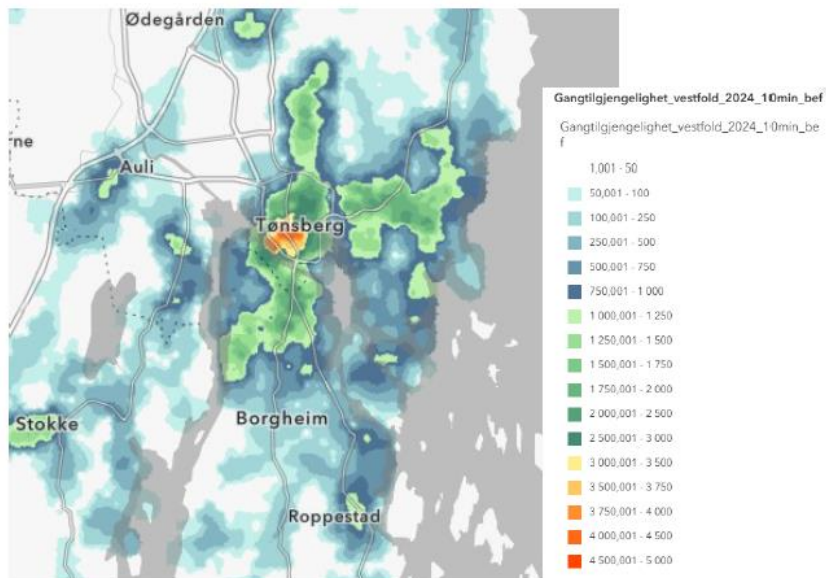 Ødegården
rne
Auli
Tønsberg
Stokke
Borgheim
Roppestad
Gangtilgjengelighet_vestfold_2024_10min_bef
Gangtilgjengelighet_vestfold_2024_10min_be
f
1,001 - 50
50,001 - 100
100,001 - 250
250,001 - 500
500,001 - 750
750,001 - 1 000
1 000,001 - 1 250
1 250,001 - 1 500
1 500,001 - 1 750
1 750,001 - 2 000
2 000,001 - 2 500
2 500,001 - 3 000
3 000,001 - 3 500
3 500,001 - 3 750
3 750,001 - 4 000
4 000,001 - 4 500
4 500,001 - 5 000